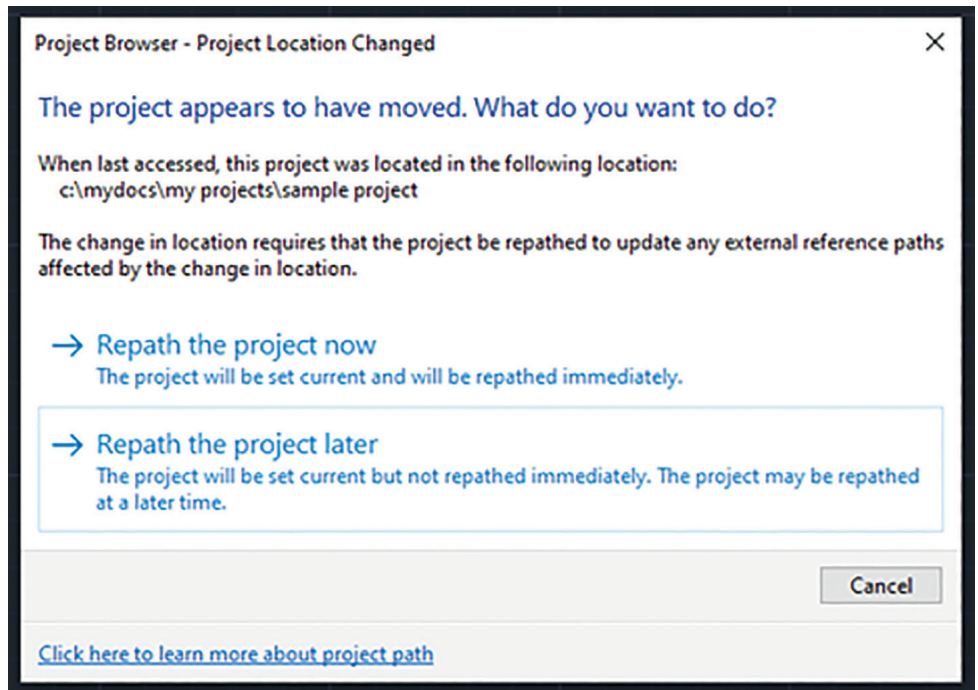 Project Browser - Project Location Changed
The project appears to have moved. What do you want to do?
When last accessed, this project was located in the following location:
c:\mydocs\my projects\sample project
The change in location requires that the project be repathed to update any external reference paths
affected by the change in location.
Repath the project now
The project will be set current and will be repathed immediately.
Repath the project later
The project will be set current but not repathed immediately. The project may be repathed
at a later time.
Cancel
Click here to learn more about project path